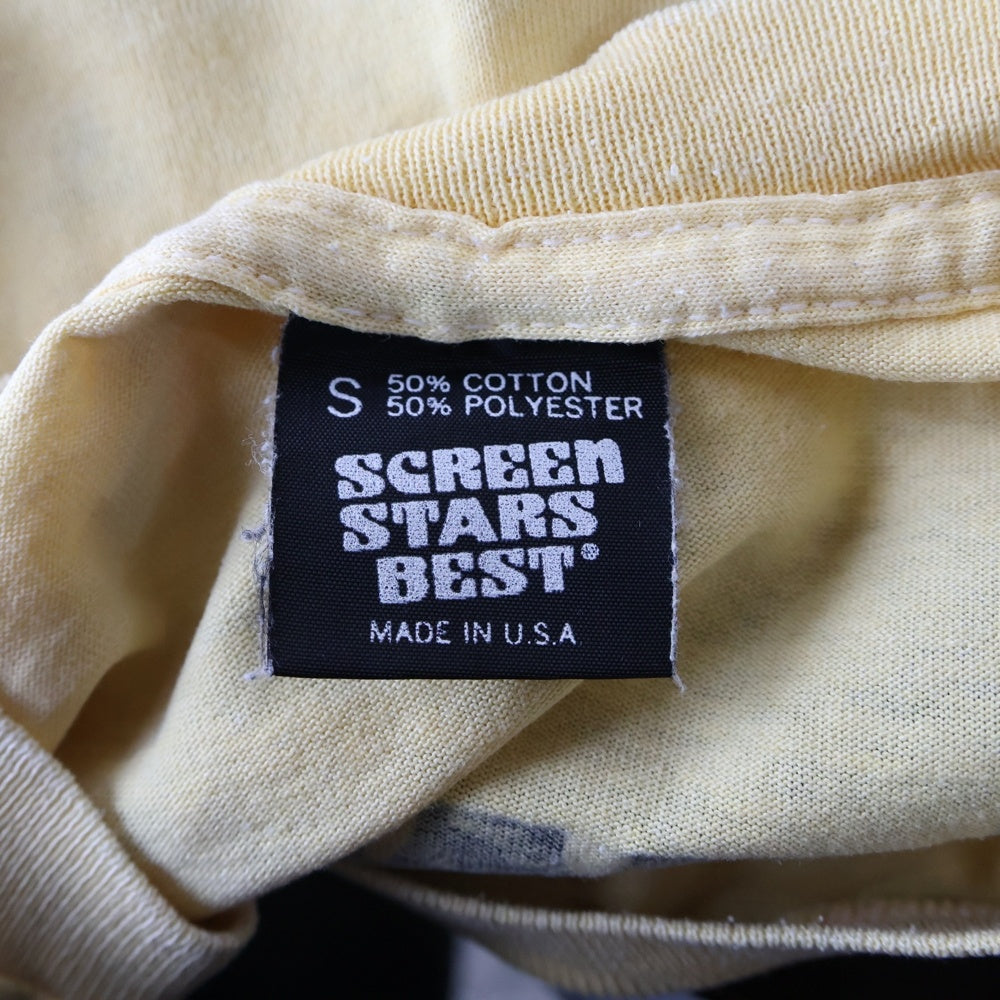 S 50% COTTON
50% POLYESTER
SCREEN
STARS
BEST®
MADE IN U.S.A